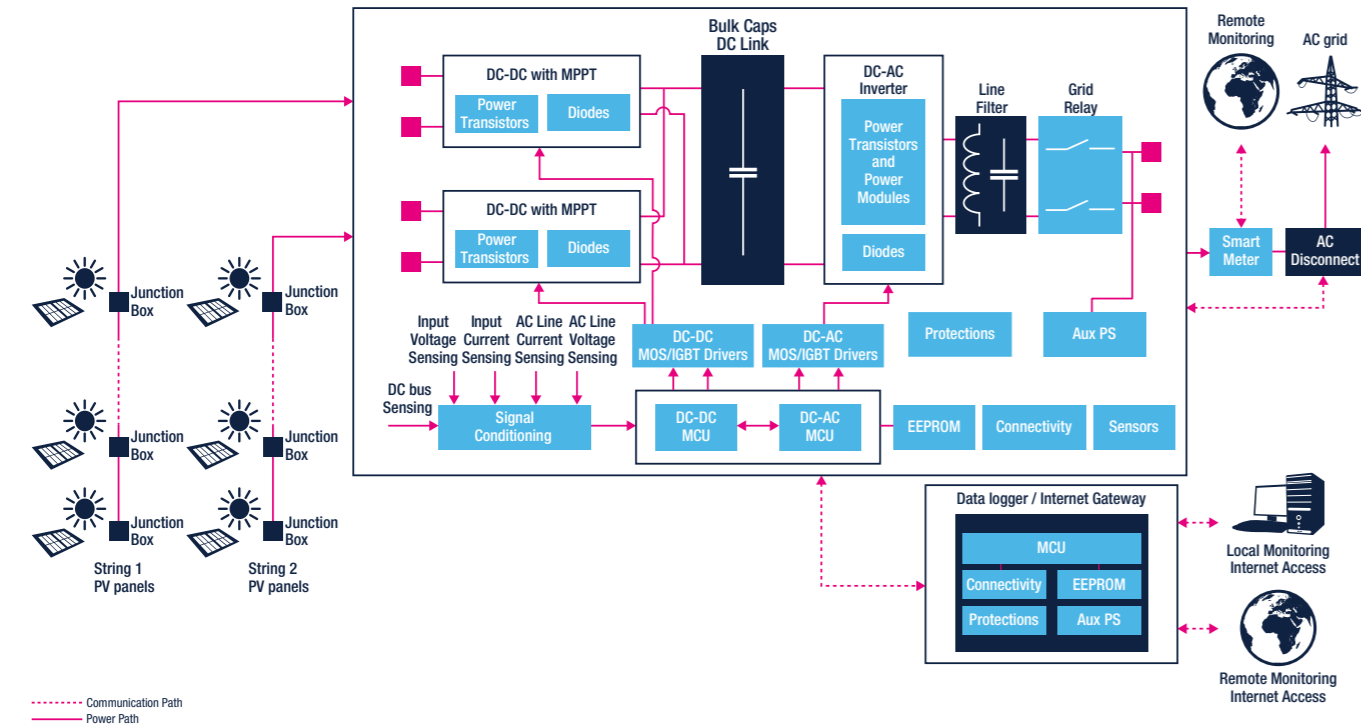 Bulk Caps
DC Link
Remote
Monitoring
AC grid
DC-DC with MPPT
Power
Transistors
Diodes
DC-AC
Inverter
Power
Transistors
and
Power
Modules
Diodes
Line
Filter
Grid
Relay
DC-DC with MPPT
Power
Transistors
Diodes
Smart
Meter
AC
Disconnect
Junction
Box
Junction
Box
Input
Voltage
Sensing
Input
Current
Sensing
AC Line
Current
Sensing
AC Line
Voltage
Sensing
DC-DC
MOS/IGBT Drivers
DC-AC
MOS/IGBT Drivers
Protections
Aux PS
DC bus
Sensing
Signal
Conditioning
DC-DC
MCU
DC-AC
MCU
EEPROM
Connectivity
Sensors
Junction
Box
Junction
Box
Junction
Box
Junction
Box
String 1
PV panels
String 2
PV panels
Data logger / Internet Gateway
MCU
Connectivity
EEPROM
Protections
Aux PS
Local Monitoring
Internet Access
Remote Monitoring
Internet Access
Communication Path
Power Path